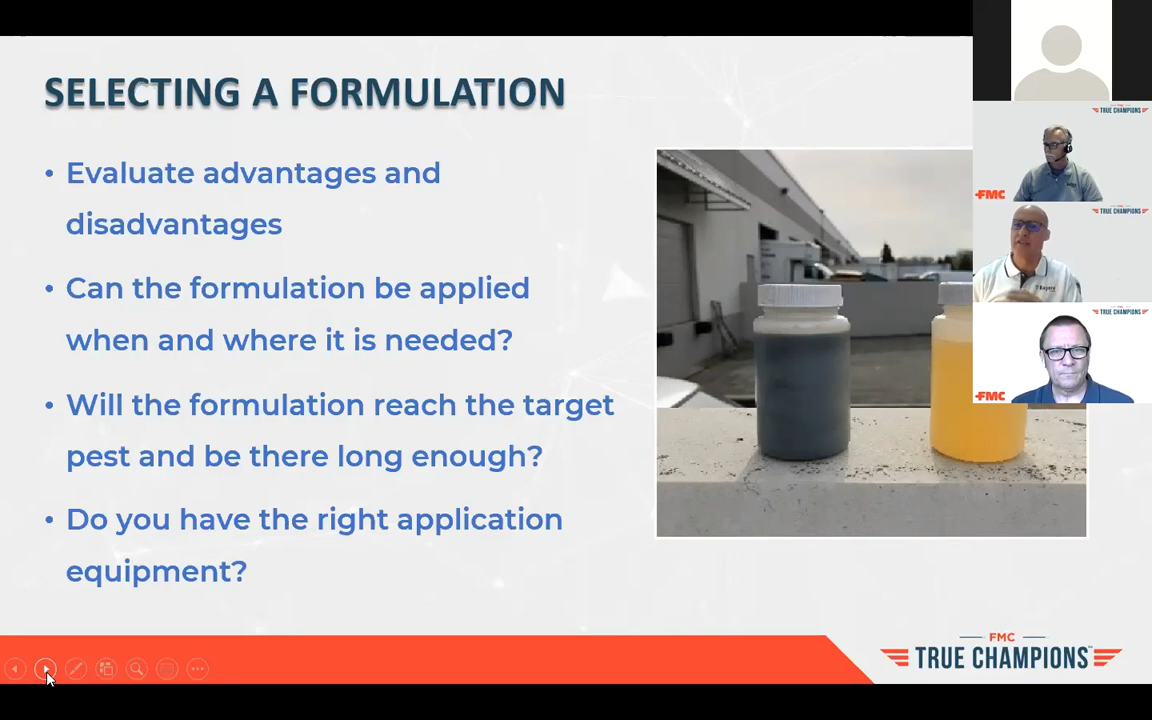 SELECTING A FORMULATION
• Evaluate advantages and
disadvantages
• Can the formulation be applied
when and where it is needed?
• Will the formulation reach the target
pest and be there long enough?
• Do you have the right application
equipment?
FMC
TRUE CHAMPIONS
TRUE CHAMPIONS
FMC
TRUE CHAMPIONS
TRUE CHAMPIONS
FMC